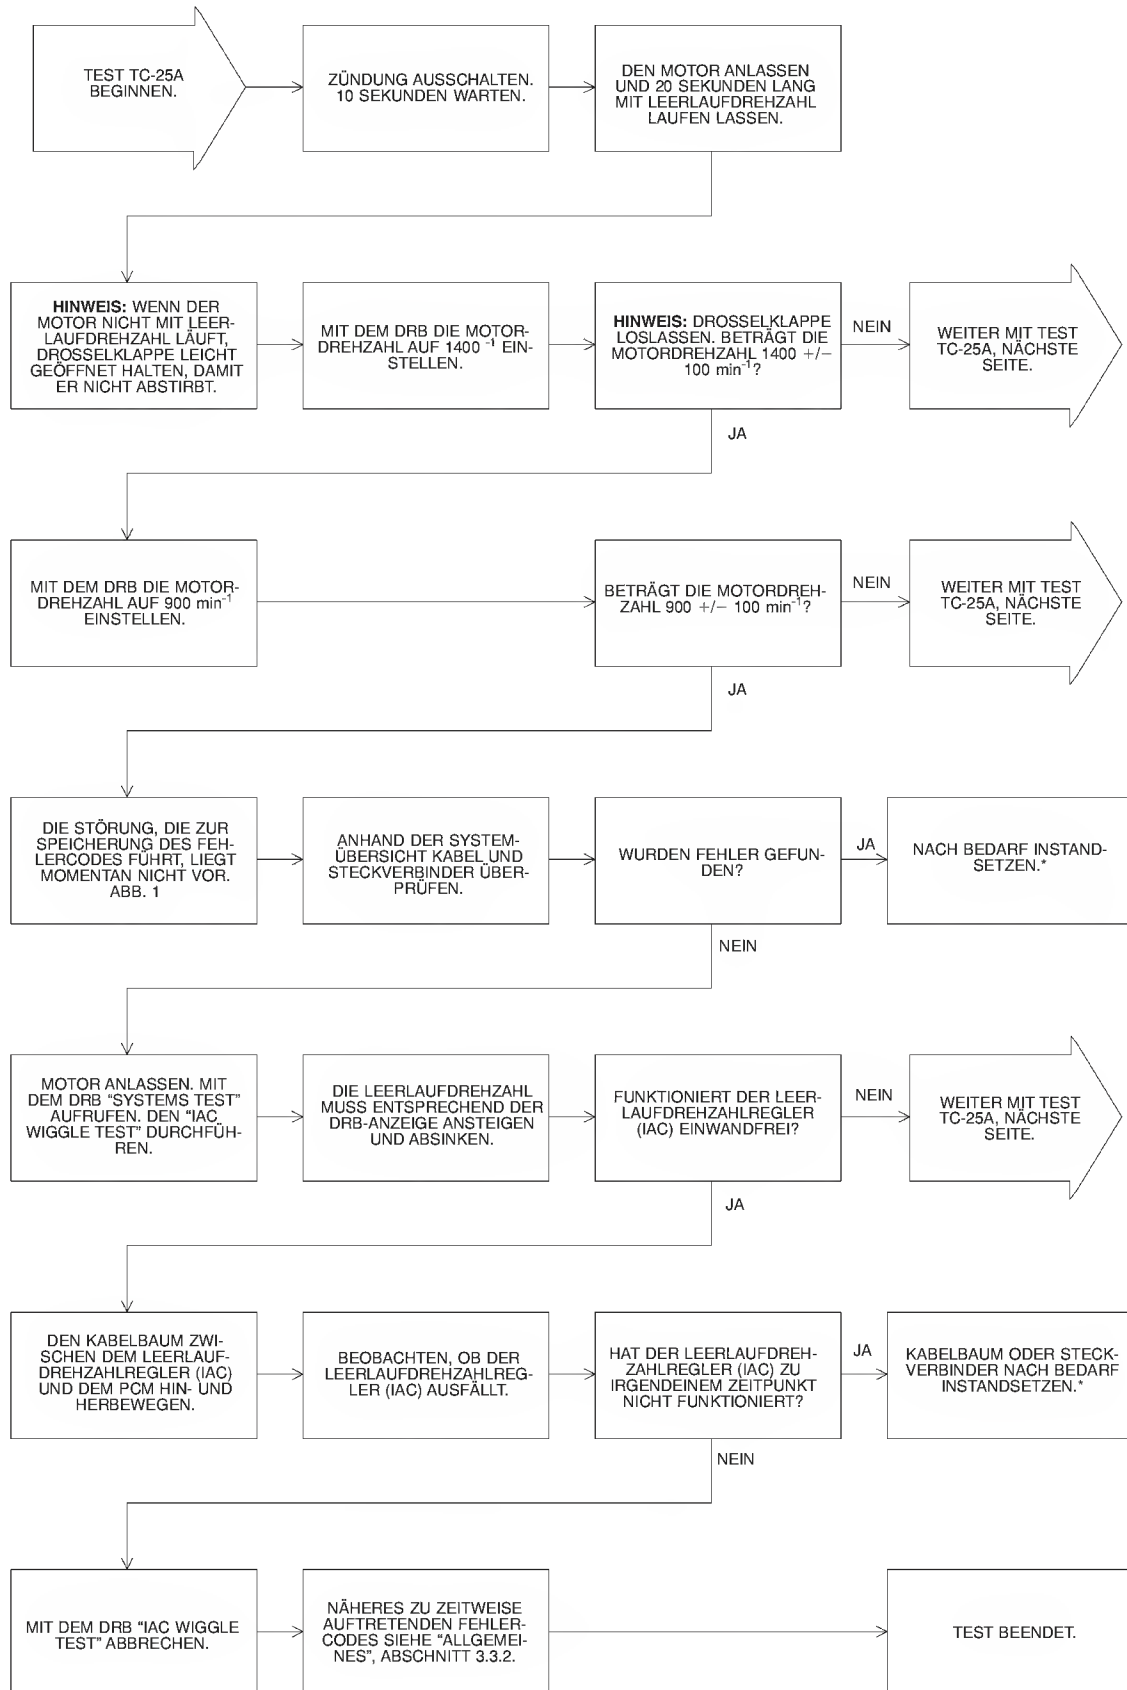 TEST TC-25A
BEGINNEN.
ZÜNDUNG AUSSCHALTEN.
10 SEKUNDEN WARTEN.
DEN MOTOR ANLASSEN
UND 20 SEKUNDEN LANG
MIT LEERLAUFDREHZAHL
LAUFEN LASSEN.
HINWEIS: WENN DER
MOTOR NICHT MIT LEER-
LAUFDREHZAHL LÄUFT,
DROSSELKLAPPE LEICHT
GEÖFFNET HALTEN, DAMIT
ER NICHT ABSTIRBT.
MIT DEM DRB DIE MOTOR-
DREHZAHL AUF 1400 ⁻¹ EIN-
STELLEN.
HINWEIS: DROSSELKLAPPE
LOSLASSEN. BETRÄGT DIE
MOTORDREHZAHL 1400 +/−
100 min⁻¹?
NEIN
WEITER MIT TEST
TC-25A, NÄCHSTE
SEITE.
JA
MIT DEM DRB DIE MOTOR-
DREHZAHL AUF 900 min⁻¹
EINSTELLEN.
BETRÄGT DIE MOTORDREH-
ZAHL 900 +/− 100 min⁻¹?
NEIN
WEITER MIT TEST
TC-25A, NÄCHSTE
SEITE.
JA
DIE STÖRUNG, DIE ZUR
SPEICHERUNG DES FEH-
LERCODES FÜHRT, LIEGT
MOMENTAN NICHT VOR.
ABB. 1
ANHAND DER SYSTEM-
ÜBERSICHT KABEL UND
STECKVERBINDER ÜBER-
PRÜFEN.
WURDEN FEHLER GEFUN-
DEN?
JA
NACH BEDARF INSTAND-
SETZEN.*
NEIN
MOTOR ANLASSEN. MIT
DEM DRB “SYSTEMS TEST”
AUFRUFEN. DEN “IAC
WIGGLE TEST” DURCHFÜH-
REN.
DIE LEERLAUFDREHZAHL
MUSS ENTSPRECHEND DER
DRB-ANZEIGE ANSTEIGEN
UND ABSINKEN.
FUNKTIONIERT DER LEER-
LAUFDREHZAHLREGLER
(IAC) EINWANDFREI?
NEIN
WEITER MIT TEST
TC-25A, NÄCHSTE
SEITE.
JA
DEN KABELBAUM ZWI-
SCHEN DEM LEERLAUF-
DREHZAHLREGLER (IAC)
UND DEM PCM HIN- UND
HERBEWEGEN.
BEOBACHTEN, OB DER
LEERLAUFDREHZAHLREG-
LER (IAC) AUSFÄLLT.
HAT DER LEERLAUFDREH-
ZAHLREGLER (IAC) ZU
IRGENDEINEM ZEITPUNKT
NICHT FUNKTIONIERT?
JA
KABELBAUM ODER STECK-
VERBINDER NACH BEDARF
INSTANDSETZEN.*
NEIN
MIT DEM DRB “IAC WIGGLE
TEST” ABBRECHEN.
NÄHERES ZU ZEITWEISE
AUFTRETENDEN FEHLER-
CODES SIEHE “ALLGEMEI-
NES”, ABSCHNITT 3.3.2.
TEST BEENDET.